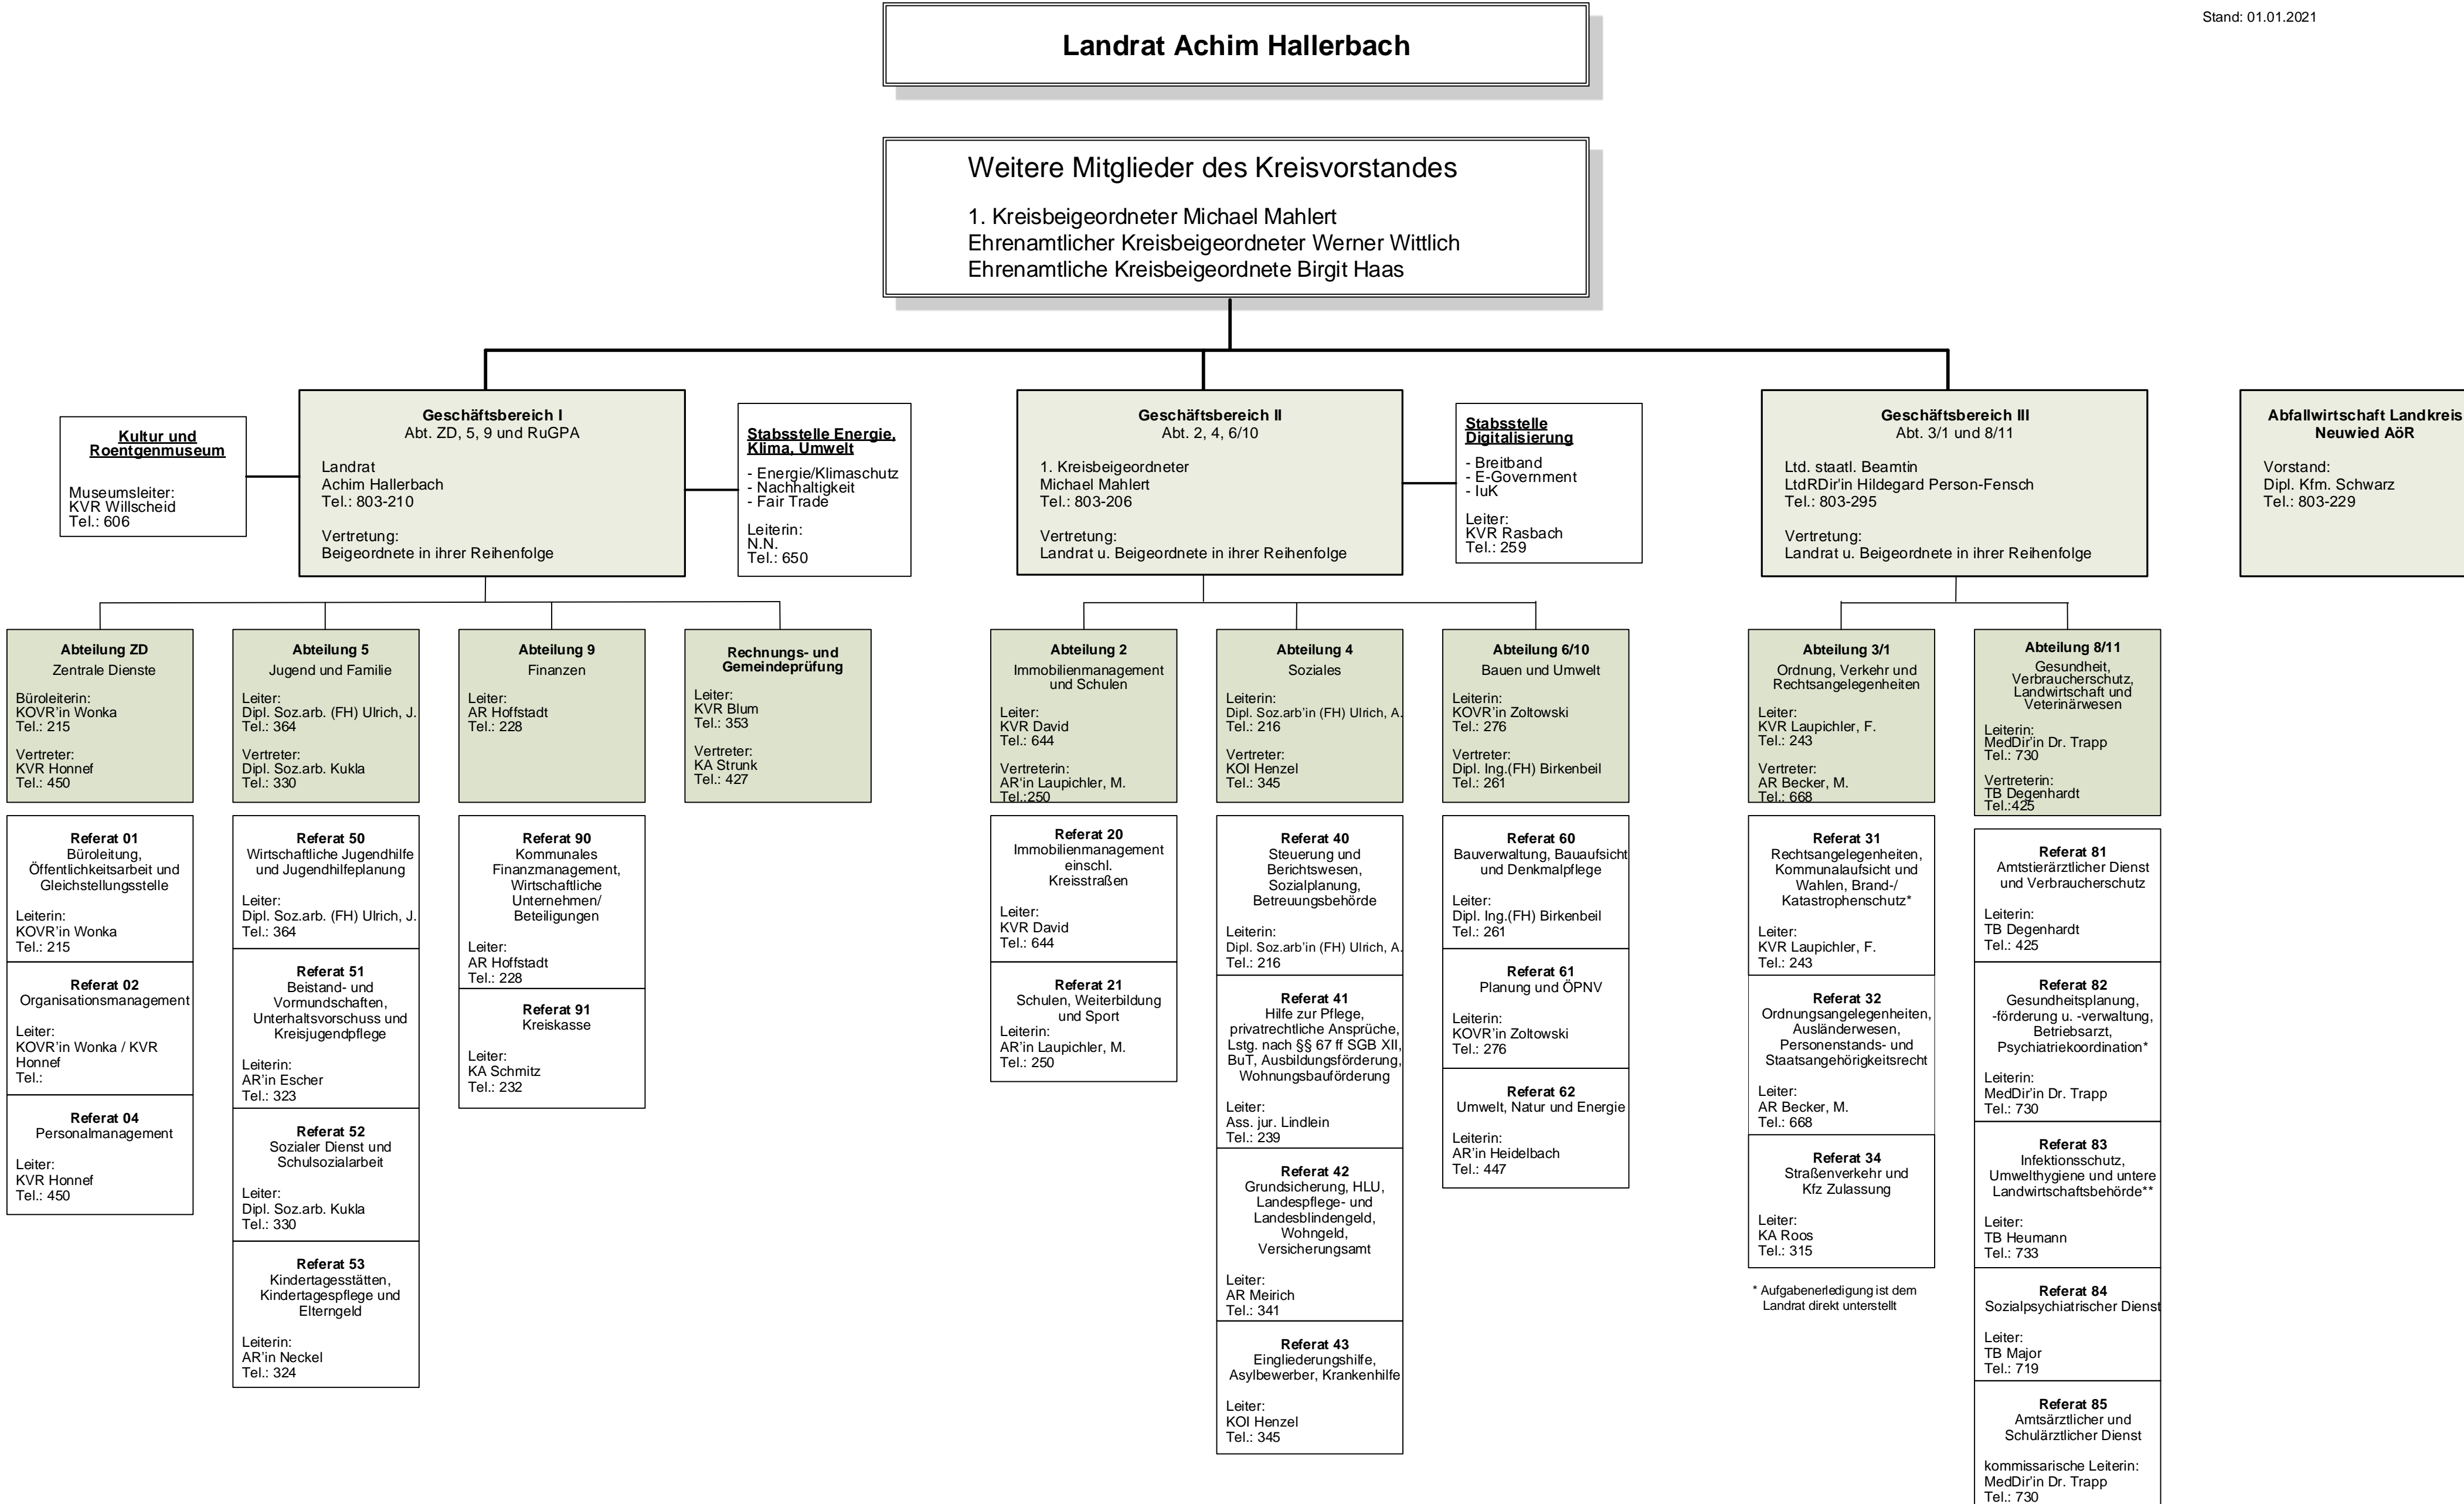 Stand: 01.01.2021
Landrat Achim Hallerbach
Weitere Mitglieder des Kreisvorstandes
1. Kreisbeigeordneter Michael Mahlert
Ehrenamtlicher Kreisbeigeordneter Werner Wittlich
Ehrenamtliche Kreisbeigeordnete Birgit Haas
Kultur und
Roentgenmuseum
Museumsleiter:
KVR Willscheid
Tel.: 606
Geschäftsbereich I
Abt. ZD, 5, 9 und RuGPA
Landrat
Achim Hallerbach
Tel.: 803-210
Vertretung:
Beigeordnete in ihrer Reihenfolge
Stabsstelle Energie,
Klima, Umwelt
- Energie/Klimaschutz
- Nachhaltigkeit
- Fair Trade
Leiterin:
N.N.
Tel.: 650
Geschäftsbereich II
Abt. 2, 4, 6/10
1. Kreisbeigeordneter
Michael Mahlert
Tel.: 803-206
Vertretung:
Landrat u. Beigeordnete in ihrer Reihenfolge
Stabsstelle
Digitalisierung
- Breitband
- E-Government
- IuK
Leiter:
KVR Rasbach
Tel.: 259
Geschäftsbereich III
Abt. 3/1 und 8/11
Ltd. staatl. Beamtin
LtdRDir'in Hildegard Person-Fensch
Tel.: 803-295
Vertretung:
Landrat u. Beigeordnete in ihrer Reihenfolge
Abfallwirtschaft Landkreis
Neuwied AöR
Vorstand:
Dipl. Kfm. Schwarz
Tel.: 803-229
Abteilung ZD
Zentrale Dienste
Büroleiterin:
KOVR'in Wonka
Tel.: 215
Vertreter:
KVR Honnef
Tel.: 450
Referat 01
Büroleitung,
Öffentlichkeitsarbeit und
Gleichstellungsstelle
Leiterin:
KOVR'in Wonka
Tel.: 215
Referat 02
Organisationsmanagement
Leiter:
KOVR'in Wonka / KVR
Honnef
Tel.:
Referat 04
Personalmanagement
Leiter:
KVR Honnef
Tel.: 450
Abteilung 5
Jugend und Familie
Leiter:
Dipl. Soz.arb. (FH) Ulrich, J.
Tel.: 364
Vertreter:
Dipl. Soz.arb. Kukla
Tel.: 330
Referat 50
Wirtschaftliche Jugendhilfe
und Jugendhilfeplanung
Leiter:
Dipl. Soz.arb. (FH) Ulrich, J.
Tel.: 364
Referat 51
Beistand- und
Vormundschaften,
Unterhaltsvorschuss und
Kreisjugendpflege
Leiterin:
AR'in Escher
Tel.: 323
Referat 52
Sozialer Dienst und
Schulsozialarbeit
Leiter:
Dipl. Soz.arb. Kukla
Tel.: 330
Referat 53
Kindertagesstätten,
Kindertagespflege und
Elterngeld
Leiterin:
AR'in Neckel
Tel.: 324
Abteilung 9
Finanzen
Leiter:
AR Hoffstadt
Tel.: 228
Referat 90
Kommunales
Finanzmanagement,
Wirtschaftliche
Unternehmen/
Beteiligungen
Leiter:
AR Hoffstadt
Tel.: 228
Referat 91
Kreiskasse
Leiter:
KA Schmitz
Tel.: 232
Rechnungs- und
Gemeindeprüfung
Leiter:
KVR Blum
Tel.: 353
Vertreter:
KA Strunk
Tel.: 427
Abteilung 2
Immobilienmanagement
und Schulen
Leiter:
KVR David
Tel.: 644
Vertreterin:
AR'in Laupichler, M.
Tel.:250
Referat 20
Immobilienmanagement
einschl.
Kreisstraßen
Leiter:
KVR David
Tel.: 644
Referat 21
Schulen, Weiterbildung
und Sport
Leiterin:
AR'in Laupichler, M.
Tel.: 250
Abteilung 4
Soziales
Leiterin:
Dipl. Soz.arb'in (FH) Ulrich, A.
Tel.: 216
Vertreter:
KOI Henzel
Tel.: 345
Referat 40
Steuerung und
Berichtswesen,
Sozialplanung,
Betreuungsbehörde
Leiterin:
Dipl. Soz.arb'in (FH) Ulrich, A.
Tel.: 216
Referat 41
Hilfe zur Pflege,
privatrechtliche Ansprüche,
Lstg. nach §§ 67 ff SGB XII,
BuT, Ausbildungsförderung,
Wohnungsbauförderung
Leiter:
Ass. jur. Lindlein
Tel.: 239
Referat 42
Grundsicherung, HLU,
Landespflege- und
Landesblindengeld,
Wohngeld,
Versicherungsamt
Leiter:
AR Meirich
Tel.: 341
Referat 43
Eingliederungshilfe,
Asylbewerber, Krankenhilfe
Leiter:
KOI Henzel
Tel.: 345
Abteilung 6/10
Bauen und Umwelt
Leiterin:
KOVR'in Zoltowski
Tel.: 276
Vertreter:
Dipl. Ing.(FH) Birkenbeil
Tel.: 261
Referat 60
Bauverwaltung, Bauaufsicht
und Denkmalpflege
Leiter:
Dipl. Ing.(FH) Birkenbeil
Tel.: 261
Referat 61
Planung und ÖPNV
Leiterin:
KOVR'in Zoltowski
Tel.: 276
Referat 62
Umwelt, Natur und Energie
Leiterin:
AR'in Heidelbach
Tel.: 447
Abteilung 3/1
Ordnung, Verkehr und
Rechtsangelegenheiten
Leiter:
KVR Laupichler, F.
Tel.: 243
Vertreter:
AR Becker, M.
Tel.: 668
Referat 31
Rechtsangelegenheiten,
Kommunalaufsicht und
Wahlen, Brand-/
Katastrophenschutz*
Leiter:
KVR Laupichler, F.
Tel.: 243
Referat 32
Ordnungsangelegenheiten,
Ausländerwesen,
Personenstands- und
Staatsangehörigkeitsrecht
Leiter:
AR Becker, M.
Tel.: 668
Referat 34
Straßenverkehr und
Kfz Zulassung
Leiter:
KA Roos
Tel.: 315
* Aufgabenerledigung ist dem
Landrat direkt unterstellt
Abteilung 8/11
Gesundheit,
Verbraucherschutz,
Landwirtschaft und
Veterinärwesen
Leiterin:
MedDir'in Dr. Trapp
Tel.: 730
Vertreterin:
TB Degenhardt
Tel.:425
Referat 81
Amtstierärztlicher Dienst
und Verbraucherschutz
Leiterin:
TB Degenhardt
Tel.: 425
Referat 82
Gesundheitsplanung,
-förderung u. -verwaltung,
Betriebsarzt,
Psychiatriekoordination*
Leiterin:
MedDir'in Dr. Trapp
Tel.: 730
Referat 83
Infektionsschutz,
Umwelthygiene und untere
Landwirtschaftsbehörde**
Leiter:
TB Heumann
Tel.: 733
Referat 84
Sozialpsychiatrischer Dienst
Leiter:
TB Major
Tel.: 719
Referat 85
Amtsärztlicher und
Schulärztlicher Dienst
kommissarische Leiterin:
MedDir'in Dr. Trapp
Tel.: 730